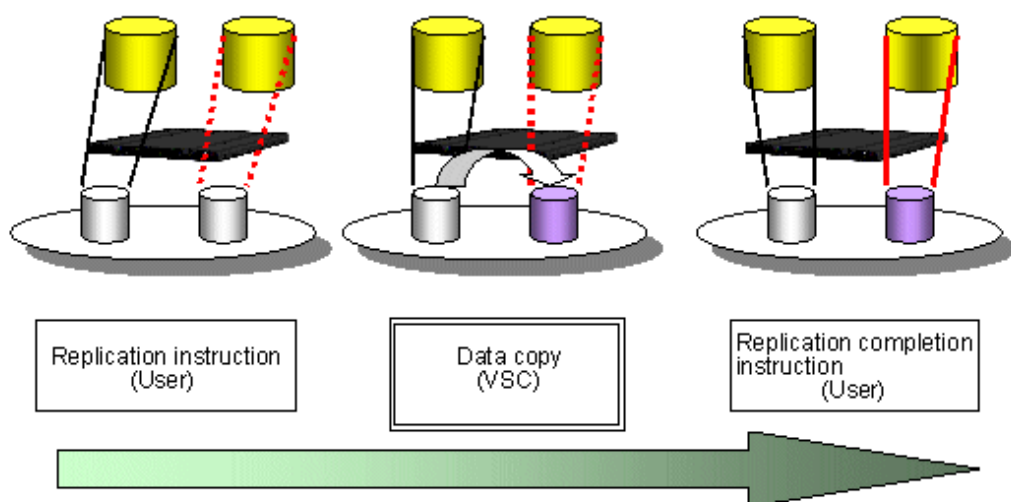 Replication instruction
(User)
Data copy
(VSC)
Replication completion
instruction
(User)